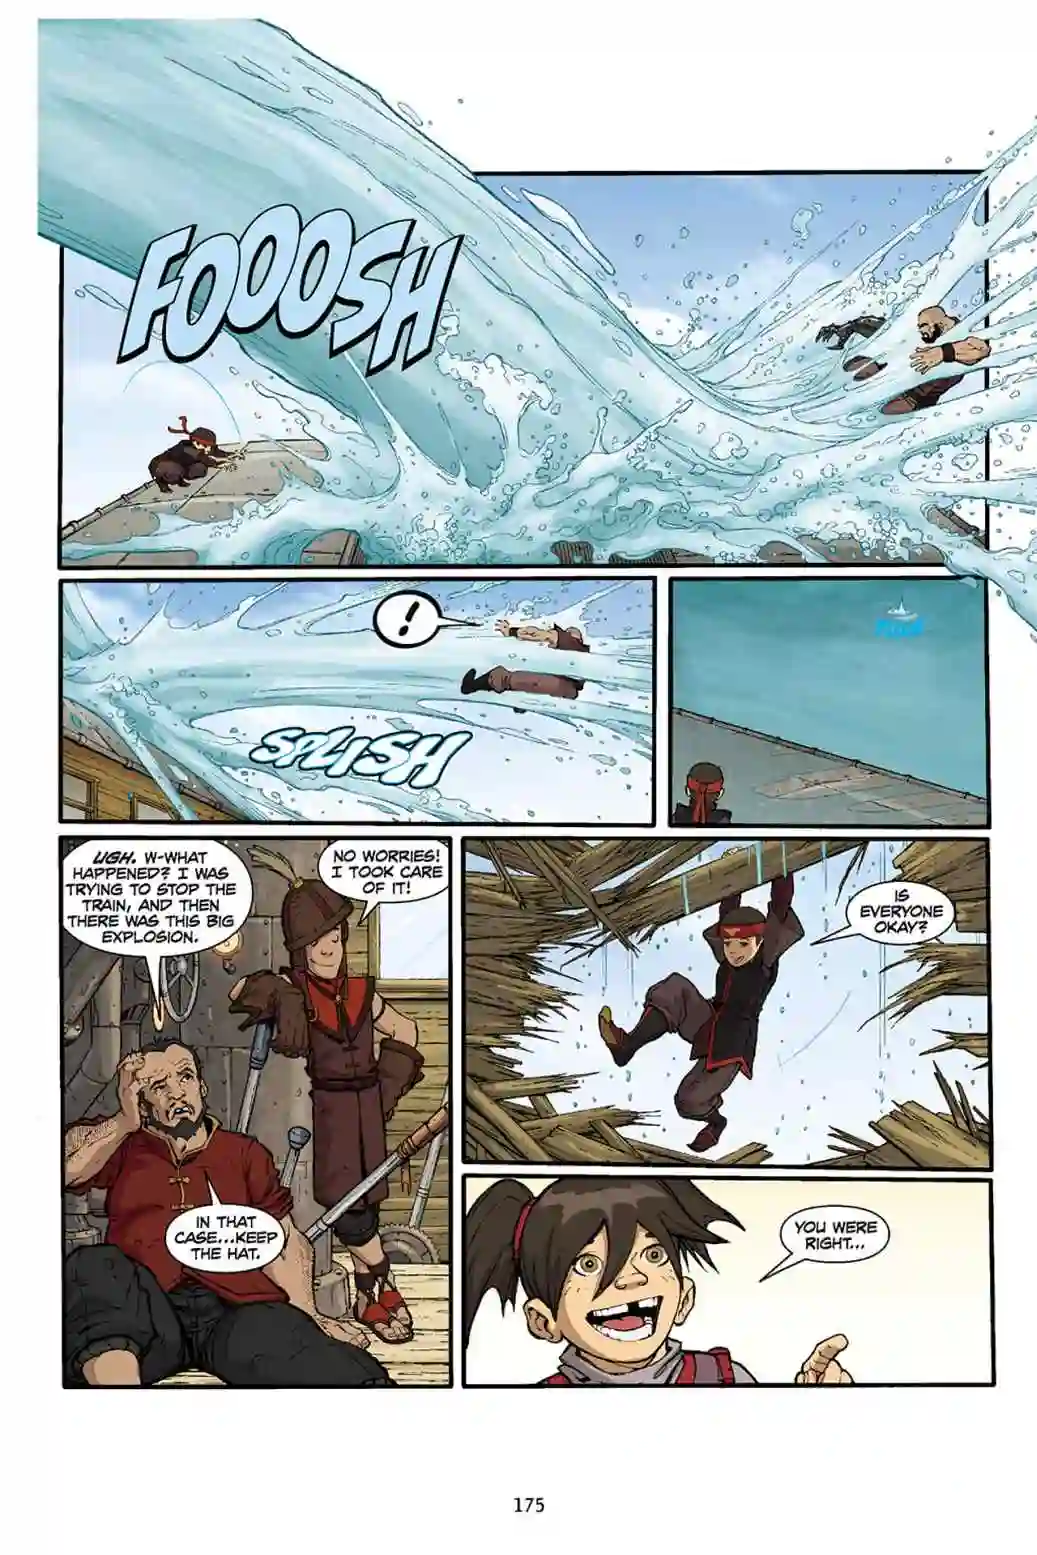 FOOOSH
!
SPLISH
UGH. W-WHAT
HAPPENED? I WAS
TRYING TO STOP THE
TRAIN, AND THEN
THERE WAS THIS BIG
EXPLOSION.
NO WORRIES!
I TOOK CARE
OF IT!
IN THAT
CASE...KEEP
THE HAT.
IS
EVERYONE
OKAY?
YOU WERE
RIGHT...
175